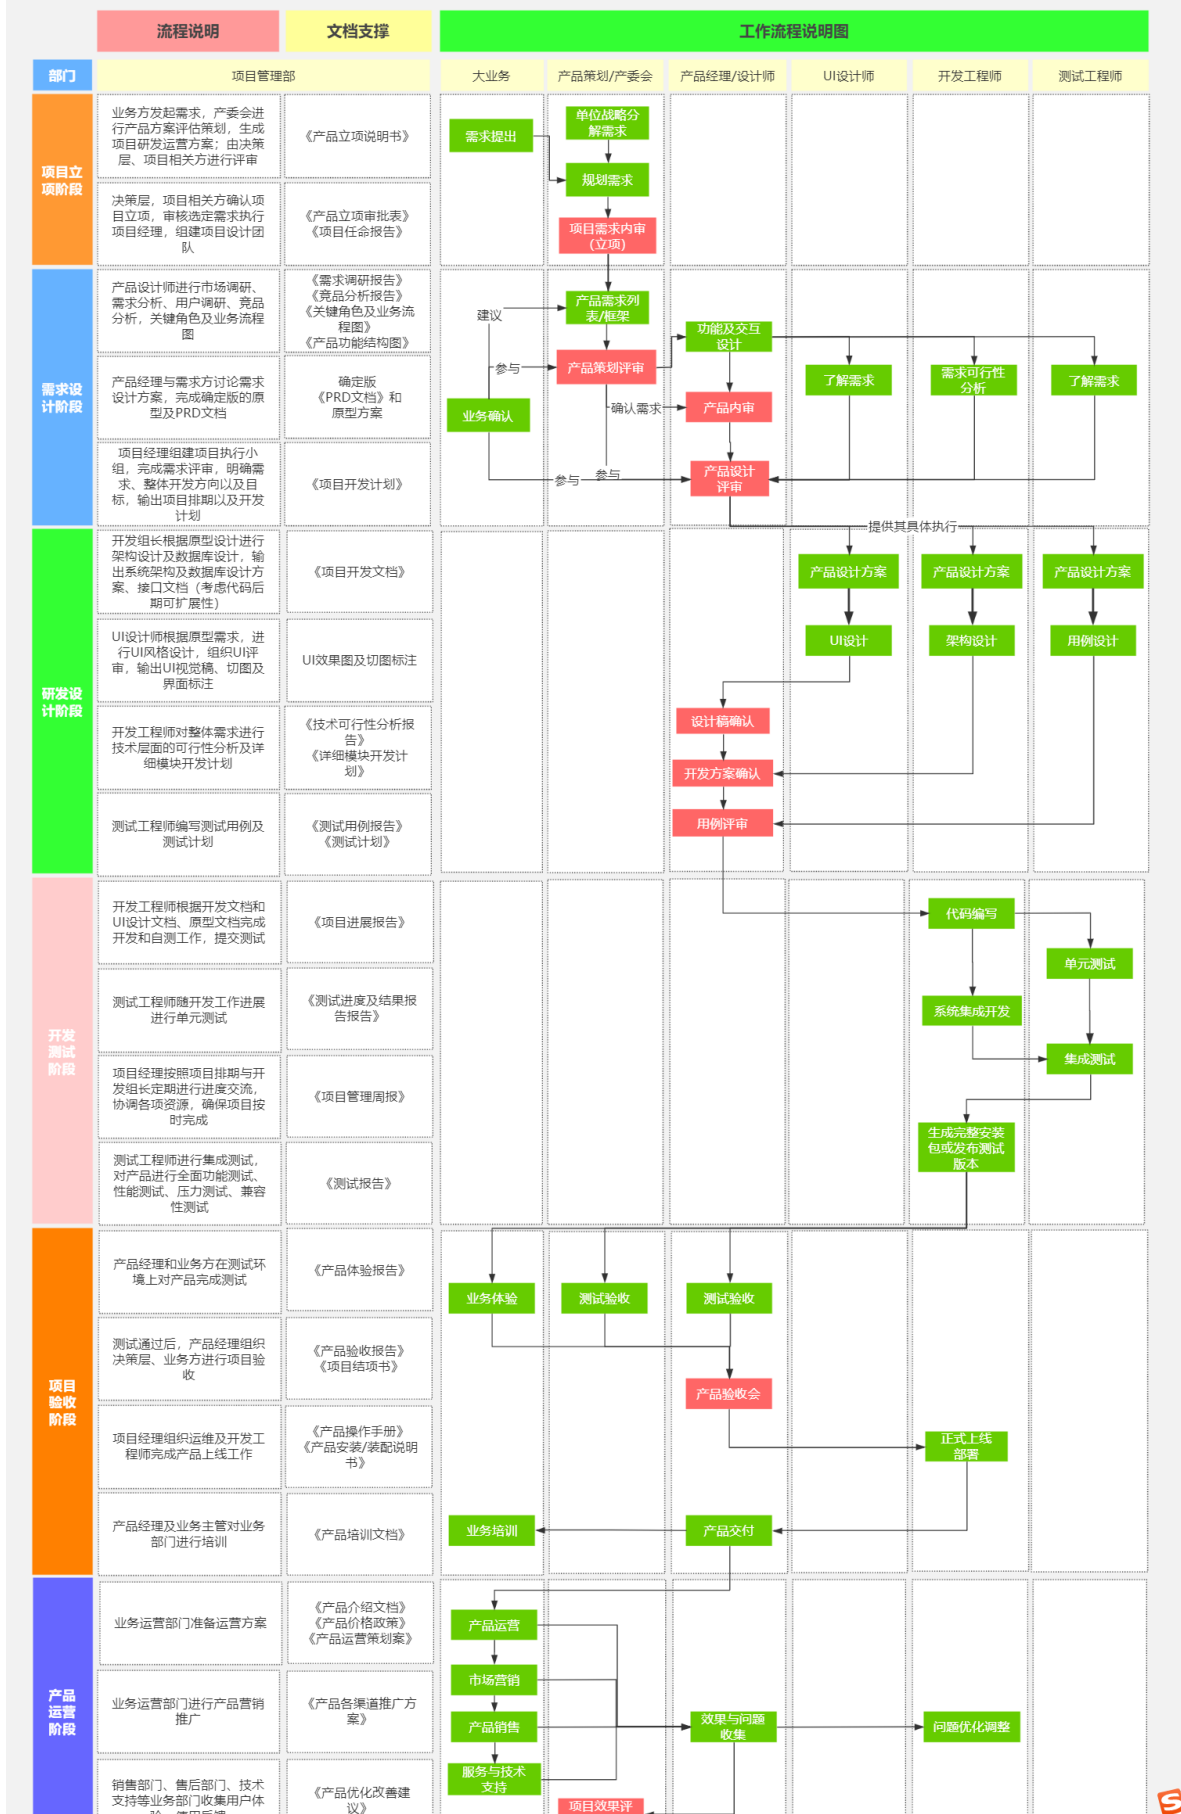 流程说明
文档支撑
工作流程说明图
部门
项目管理部
大业务
产品策划/产委会
产品经理/设计师
UI设计师
开发工程师
测试工程师
项目立
项阶段
业务方发起需求，产委会进
行产品方案评估策划，生成
项目研发运营方案；由决策
层、项目相关方进行评审
《产品立项说明书》
需求提出
单位战略分
解需求
规划需求
决策层，项目相关方确认项
目立项，审核选定需求执行
项目经理，组建项目设计团
队
《产品立项审批表》
《项目任命报告》
项目需求内审
（立项）
需求设
计阶段
产品设计师进行市场调研、
需求分析、用户调研、竞品
分析，关键角色及业务流程
图
《需求调研报告》
《竞品分析报告》
《关键角色及业务流
程图》
《产品功能结构图》
建议
产品需求列
表/框架
功能及交互
设计
参与
产品策划评审
了解需求
需求可行性
分析
了解需求
产品经理与需求方讨论需求
设计方案，完成确定版的原
型及PRD文档
确定版
《PRD文档》和
原型方案
业务确认
确认需求
产品内审
项目经理组建项目执行小
组，完成需求评审，明确需
求、整体开发方向以及目
标，输出项目排期以及开发
计划
《项目开发计划》
参与
参与
产品设计
评审
提供其具体执行
研发设
计阶段
开发组长根据原型设计进行
架构设计及数据库设计，输
出系统架构及数据库设计方
案、接口文档（考虑代码后
期可扩展性）
《项目开发文档》
产品设计方案
产品设计方案
产品设计方案
UI设计师根据原型需求，进
行UI风格设计，组织UI评
审，输出UI视觉稿、切图及
界面标注
UI效果图及切图标注
UI设计
架构设计
用例设计
开发工程师对整体需求进行
技术层面的可行性分析及详
细模块开发计划
《技术可行性分析报
告》
《详细模块开发计
划》
设计稿确认
开发方案确认
测试工程师编写测试用例及
测试计划
《测试用例报告》
《测试计划》
用例评审
开发
测试
阶段
开发工程师根据开发文档和
UI设计文档、原型文档完成
开发和自测工作，提交测试
《项目进展报告》
代码编写
单元测试
测试工程师随开发工作进展
进行单元测试
《测试进度及结果报
告报告》
系统集成开发
集成测试
项目经理按照项目排期与开
发组长定期进行进度交流，
协调各项资源，确保项目按
时完成
《项目管理周报》
生成完整安装
包或发布测试
版本
测试工程师进行集成测试，
对产品进行全面功能测试、
性能测试、压力测试、兼容
性测试
《测试报告》
项目
验收
阶段
产品经理和业务方在测试环
境上对产品完成测试
《产品体验报告》
业务体验
测试验收
测试验收
测试通过后，产品经理组织
决策层、业务方进行项目验
收
《产品验收报告》
《项目结项书》
产品验收会
项目经理组织运维及开发工
程师完成产品上线工作
《产品操作手册》
《产品安装/装配说明
书》
正式上线
部署
产品经理及业务主管对业务
部门进行培训
《产品培训文档》
业务培训
产品交付
产品
运营
阶段
业务运营部门准备运营方案
《产品介绍文档》
《产品价格政策》
《产品运营策划案》
产品运营
市场营销
业务运营部门进行产品营销
推广
《产品各渠道推广方
案》
产品销售
效果与问题
收集
问题优化调整
服务与技术
支持
销售部门、售后部门、技术
支持等业务部门收集用户体
《产品优化改善建
议》
项目效果评